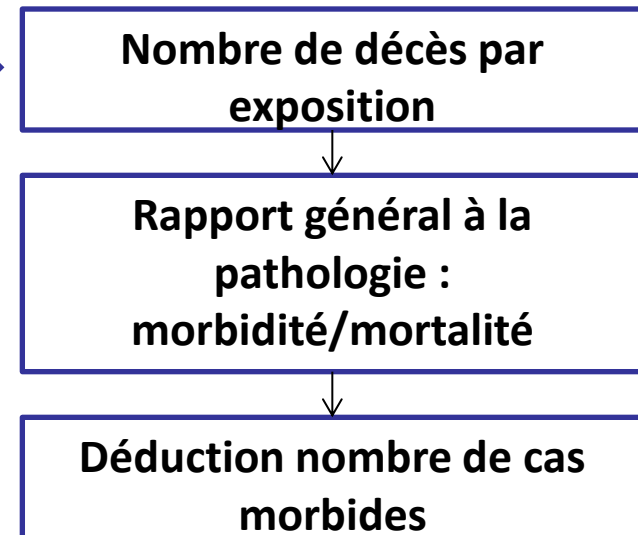 Nombre de décès par
exposition
Rapport général à la
pathologie :
morbidité/mortalité
Déduction nombre de cas
morbides